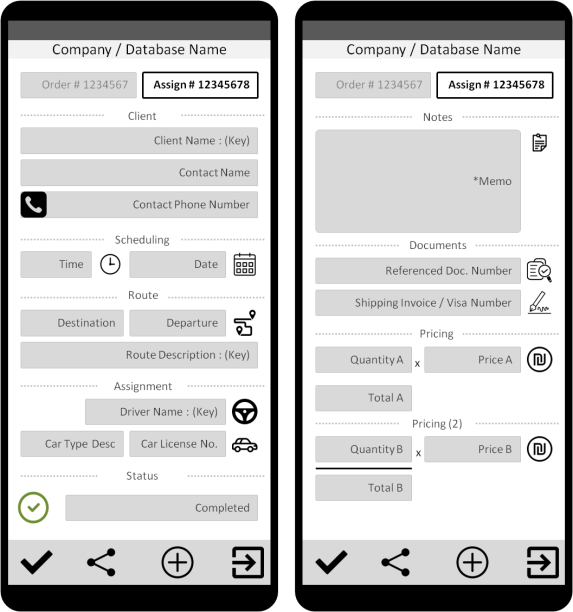 Company / Database Name
Order # 1234567 Assign # 12345678
Client
Client Name : (Key)
Contact Name
Contact Phone Number
Scheduling
Time Date
Route
Destination Departure
Route Description : (Key)
Assignment
Driver Name : (Key)
Car Type Desc Car License No.
Status
Completed
Company / Database Name
Order # 1234567 Assign # 12345678
Notes
*Memo
Documents
Referenced Doc. Number
Shipping Invoice / Visa Number
Pricing
Quantity A x Price A
Total A
Pricing (2)
Quantity B x Price B
Total B